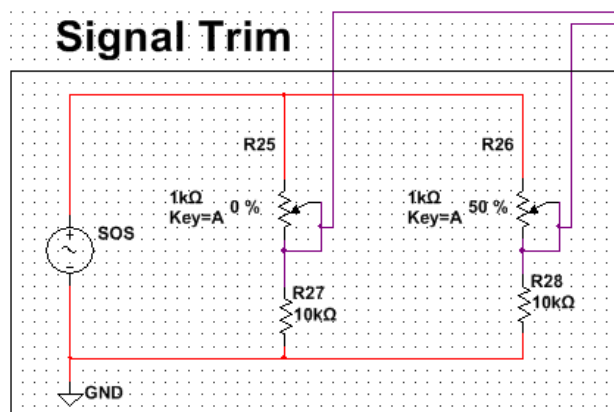 Signal Trim
R25
R26
1kΩ
Key=A
0 %
1kΩ
Key=A
50 %
SOS
R27
10kΩ
R28
10kΩ
GND